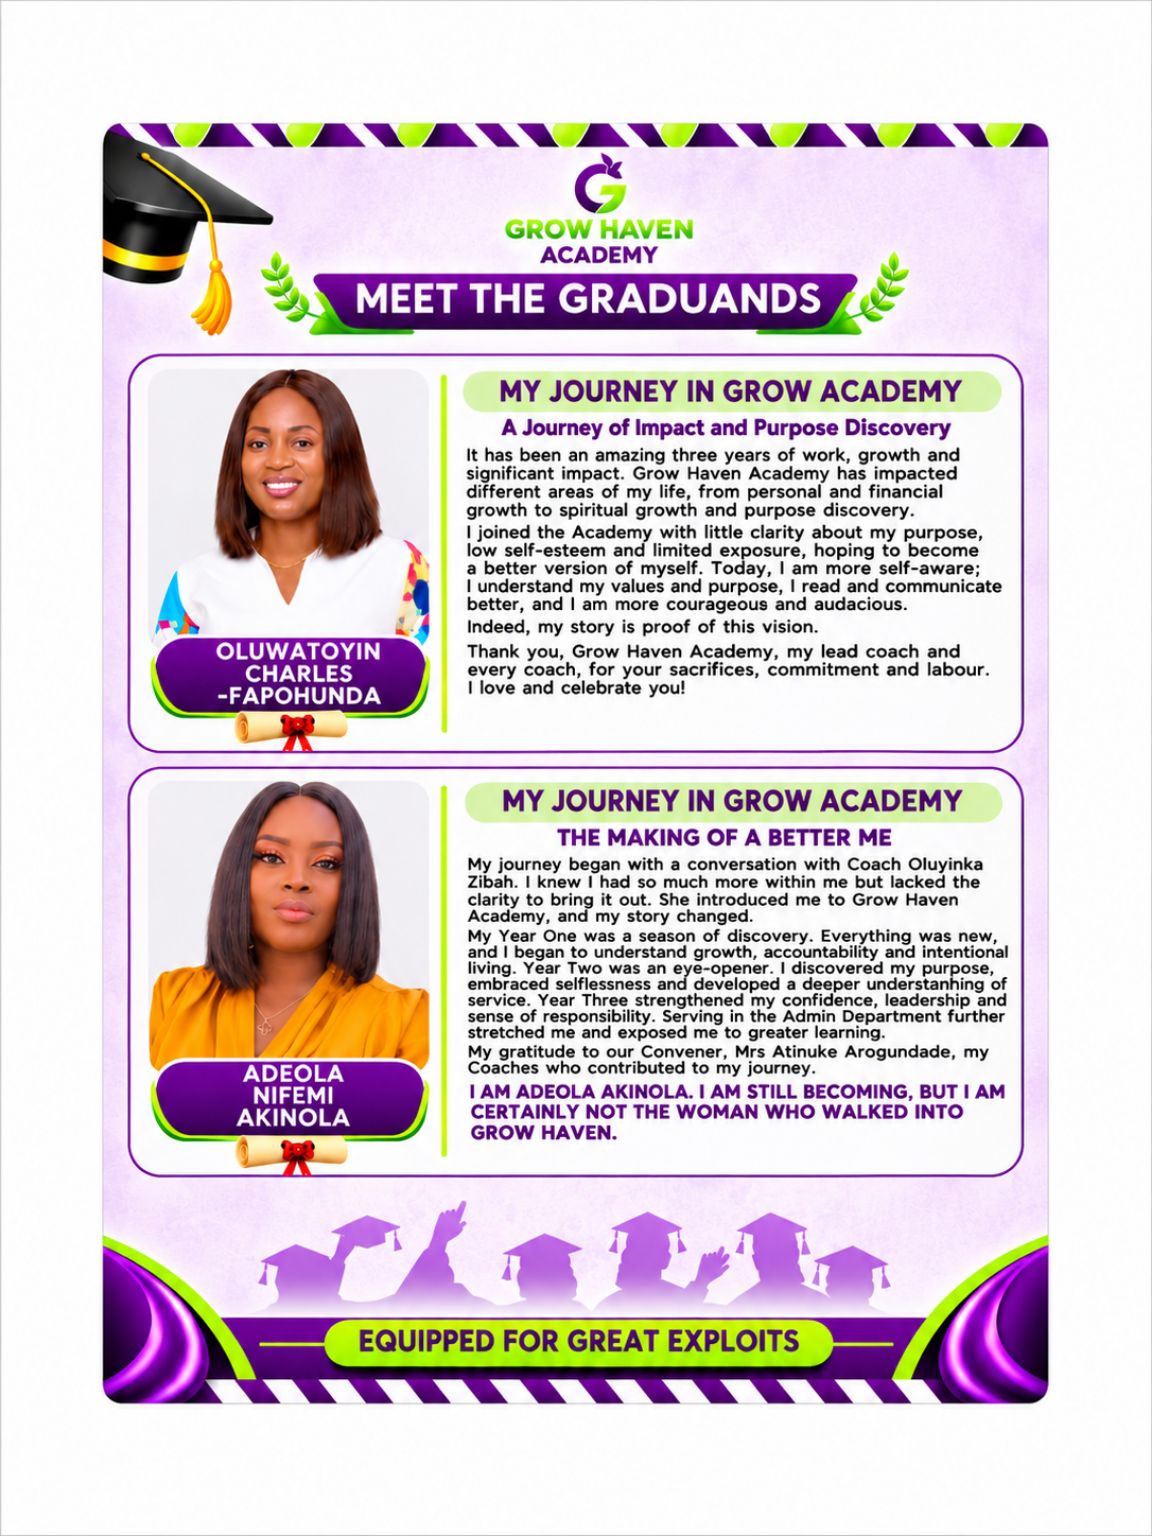 GROW HAVEN
ACADEMY
MEET THE GRADUANDS
MY JOURNEY IN GROW ACADEMY
A Journey of Impact and Purpose Discovery
It has been an amazing three years of work, growth and
significant impact. Grow Haven Academy has impacted
different areas of my life, from personal and financial
growth to spiritual growth and purpose discovery.
I joined the Academy with little clarity about my purpose,
low self-esteem and limited exposure, hoping to become
a better version of myself. Today, I am more self-aware;
I understand my values and purpose, I read and communicate
better, and I am more courageous and audacious.
Indeed, my story is proof of this vision.
Thank you, Grow Haven Academy, my lead coach and
every coach, for your sacrifices, commitment and labour.
I love and celebrate you!
OLUWATOYIN
CHARLES
-FAPOHUNDA
MY JOURNEY IN GROW ACADEMY
THE MAKING OF A BETTER ME
My journey began with a conversation with Coach Oluyinka
Zibah. I knew I had so much more within me but lacked the
clarity to bring it out. She introduced me to Grow Haven
Academy, and my story changed.
My Year One was a season of discovery. Everything was new,
and I began to understand growth, accountability and intentional
living. Year Two was an eye-opener. I discovered my purpose,
embraced selflessness and developed a deeper understanhing of
service. Year Three strengthened my confidence, leadership and
sense of responsibility. Serving in the Admin Department further
stretched me and exposed me to greater learning.
My gratitude to our Convener, Mrs Atinuke Arogundade, my
Coaches who contributed to my journey.
I AM ADEOLA AKINOLA. I AM STILL BECOMING, BUT I AM
CERTAINLY NOT THE WOMAN WHO WALKED INTO
GROW HAVEN.
ADEOLA
NIFEMI
AKINOLA
EQUIPPED FOR GREAT EXPLOITS